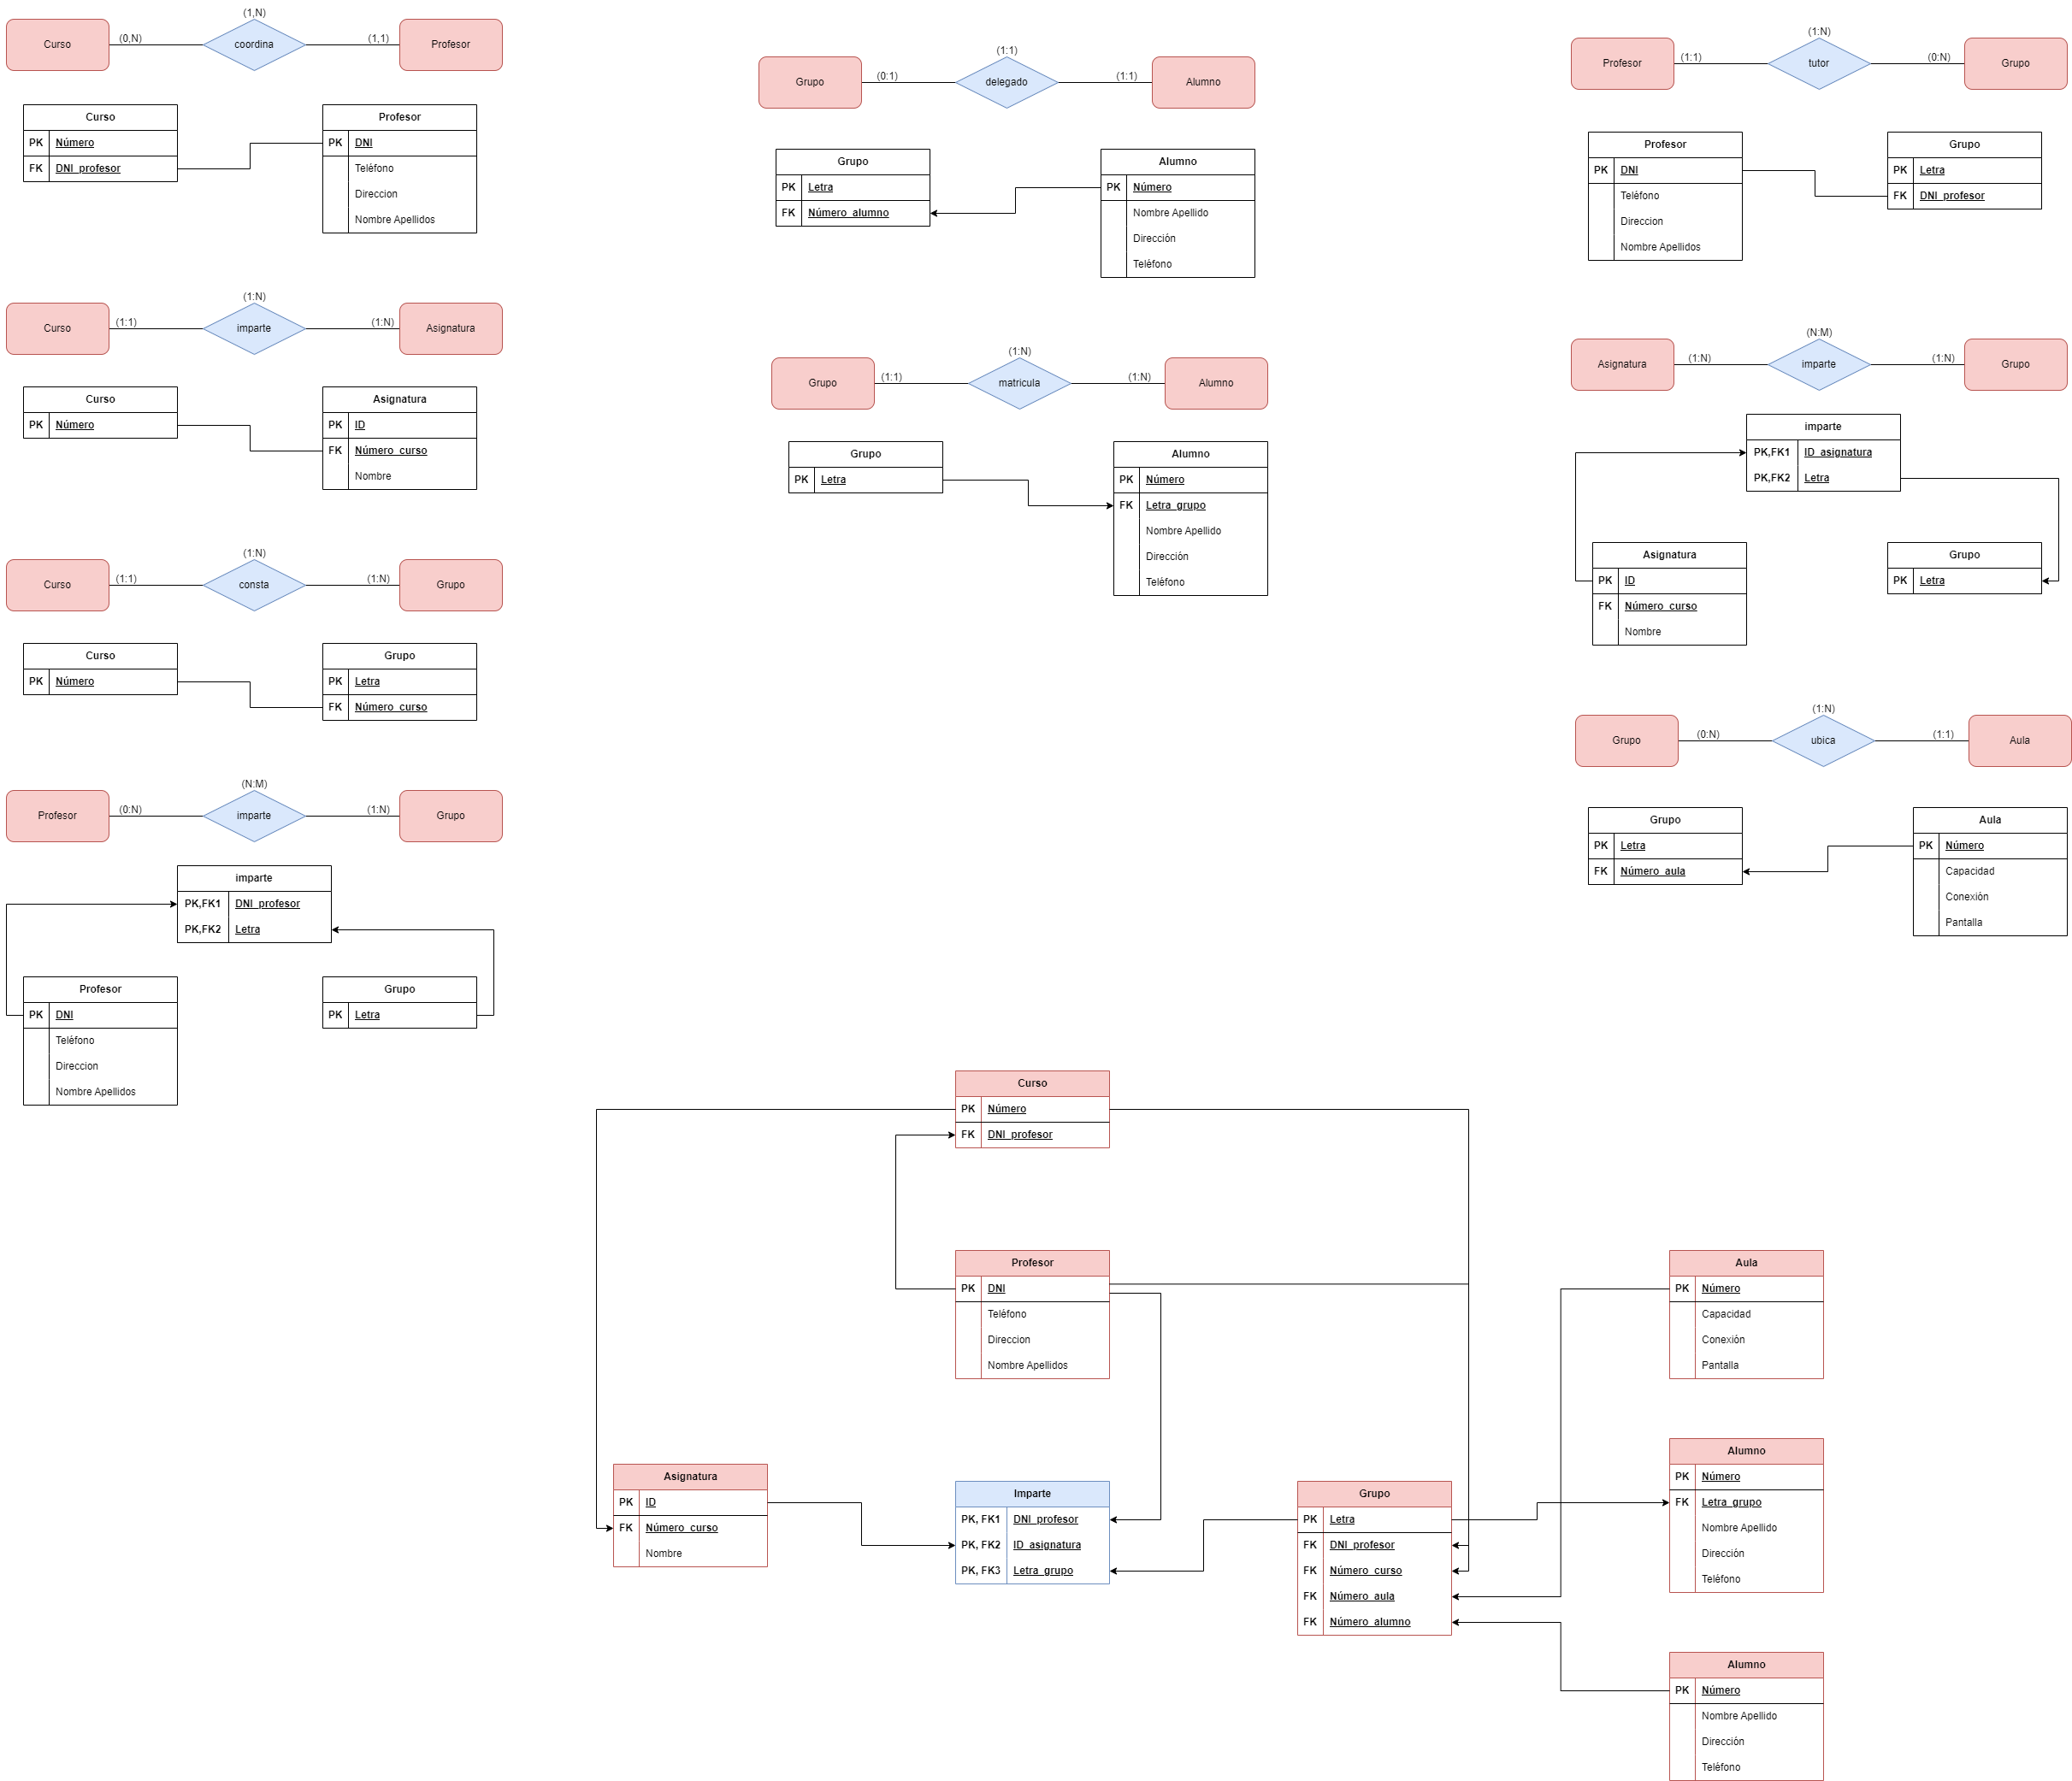 (1,N)
Curso
(0,N)
coordina
(1,1)
Profesor
Curso
PK Número
FK DNI_profesor
Profesor
PK DNI
Teléfono
Direccion
Nombre Apellidos
(1:N)
Curso
(1:1)
imparte
(1:N)
Asignatura
Curso
PK Número
Asignatura
PK ID
FK Número_curso
Nombre
(1:N)
Curso
(1:1)
consta
(1:N)
Grupo
Curso
PK Número
Grupo
PK Letra
FK Número_curso
(N:M)
Profesor
(0:N)
imparte
(1:N)
Grupo
imparte
PK,FK1 DNI_profesor
PK,FK2 Letra
Profesor
PK DNI
Teléfono
Direccion
Nombre Apellidos
Grupo
PK Letra
(1:1)
Grupo
(0:1)
delegado
(1:1)
Alumno
Grupo
PK Letra
FK Número_alumno
Alumno
PK Número
Nombre Apellido
Dirección
Teléfono
(1:N)
Grupo
(1:1)
matricula
(1:N)
Alumno
Grupo
PK Letra
Alumno
PK Número
FK Letra_grupo
Nombre Apellido
Dirección
Teléfono
(1:N)
Profesor
(1:1)
tutor
(0:N)
Grupo
Profesor
PK DNI
Teléfono
Direccion
Nombre Apellidos
Grupo
PK Letra
FK DNI_profesor
(N:M)
Asignatura
(1:N)
imparte
(1:N)
Grupo
imparte
PK,FK1 ID_asignatura
PK,FK2 Letra
Asignatura
PK ID
FK Número_curso
Nombre
Grupo
PK Letra
(1:N)
Grupo
(0:N)
ubica
(1:1)
Aula
Grupo
PK Letra
FK Número_aula
Aula
PK Número
Capacidad
Conexión
Pantalla
Curso
PK Número
FK DNI_profesor
Profesor
PK DNI
Teléfono
Direccion
Nombre Apellidos
Aula
PK Número
Capacidad
Conexión
Pantalla
Asignatura
PK ID
FK Número_curso
Nombre
Imparte
PK, FK1 DNI_profesor
PK, FK2 ID_asignatura
PK, FK3 Letra_grupo
Grupo
PK Letra
FK DNI_profesor
FK Número_curso
FK Número_aula
FK Número_alumno
Alumno
PK Número
FK Letra_grupo
Nombre Apellido
Dirección
Teléfono
Alumno
PK Número
Nombre Apellido
Dirección
Teléfono